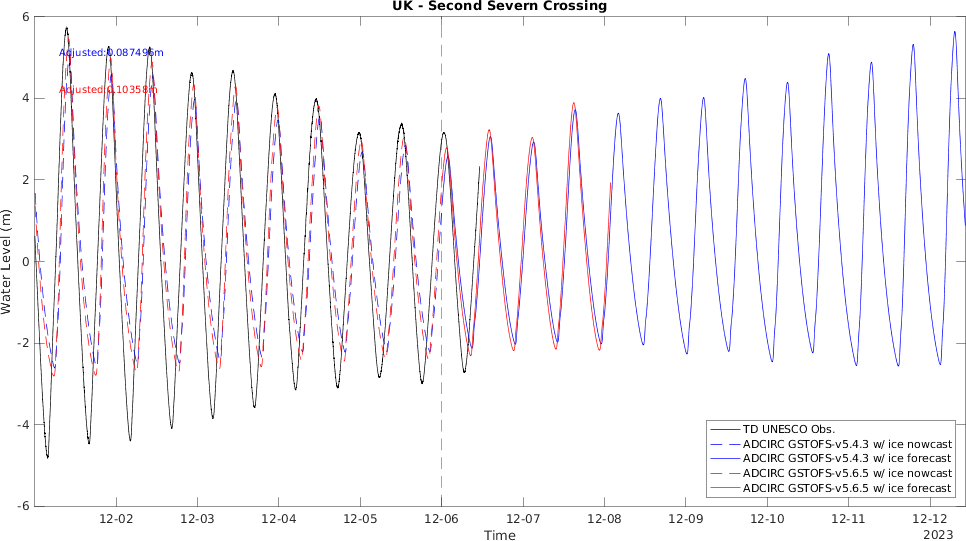 UK - Second Severn Crossing
6
4
2
0
-2
-4
-6
Water Level (m)
Adjusted:0.087496m
Adjusted:0.10358m
TD UNESCO Obs.
ADCIRC GSTOFS-v5.4.3 w/ ice nowcast
ADCIRC GSTOFS-v5.4.3 w/ ice forecast
ADCIRC GSTOFS-v5.6.5 w/ ice nowcast
ADCIRC GSTOFS-v5.6.5 w/ ice forecast
12-02 12-03 12-04 12-05 12-06 12-07 12-08 12-09 12-10 12-11 12-12
Time
2023